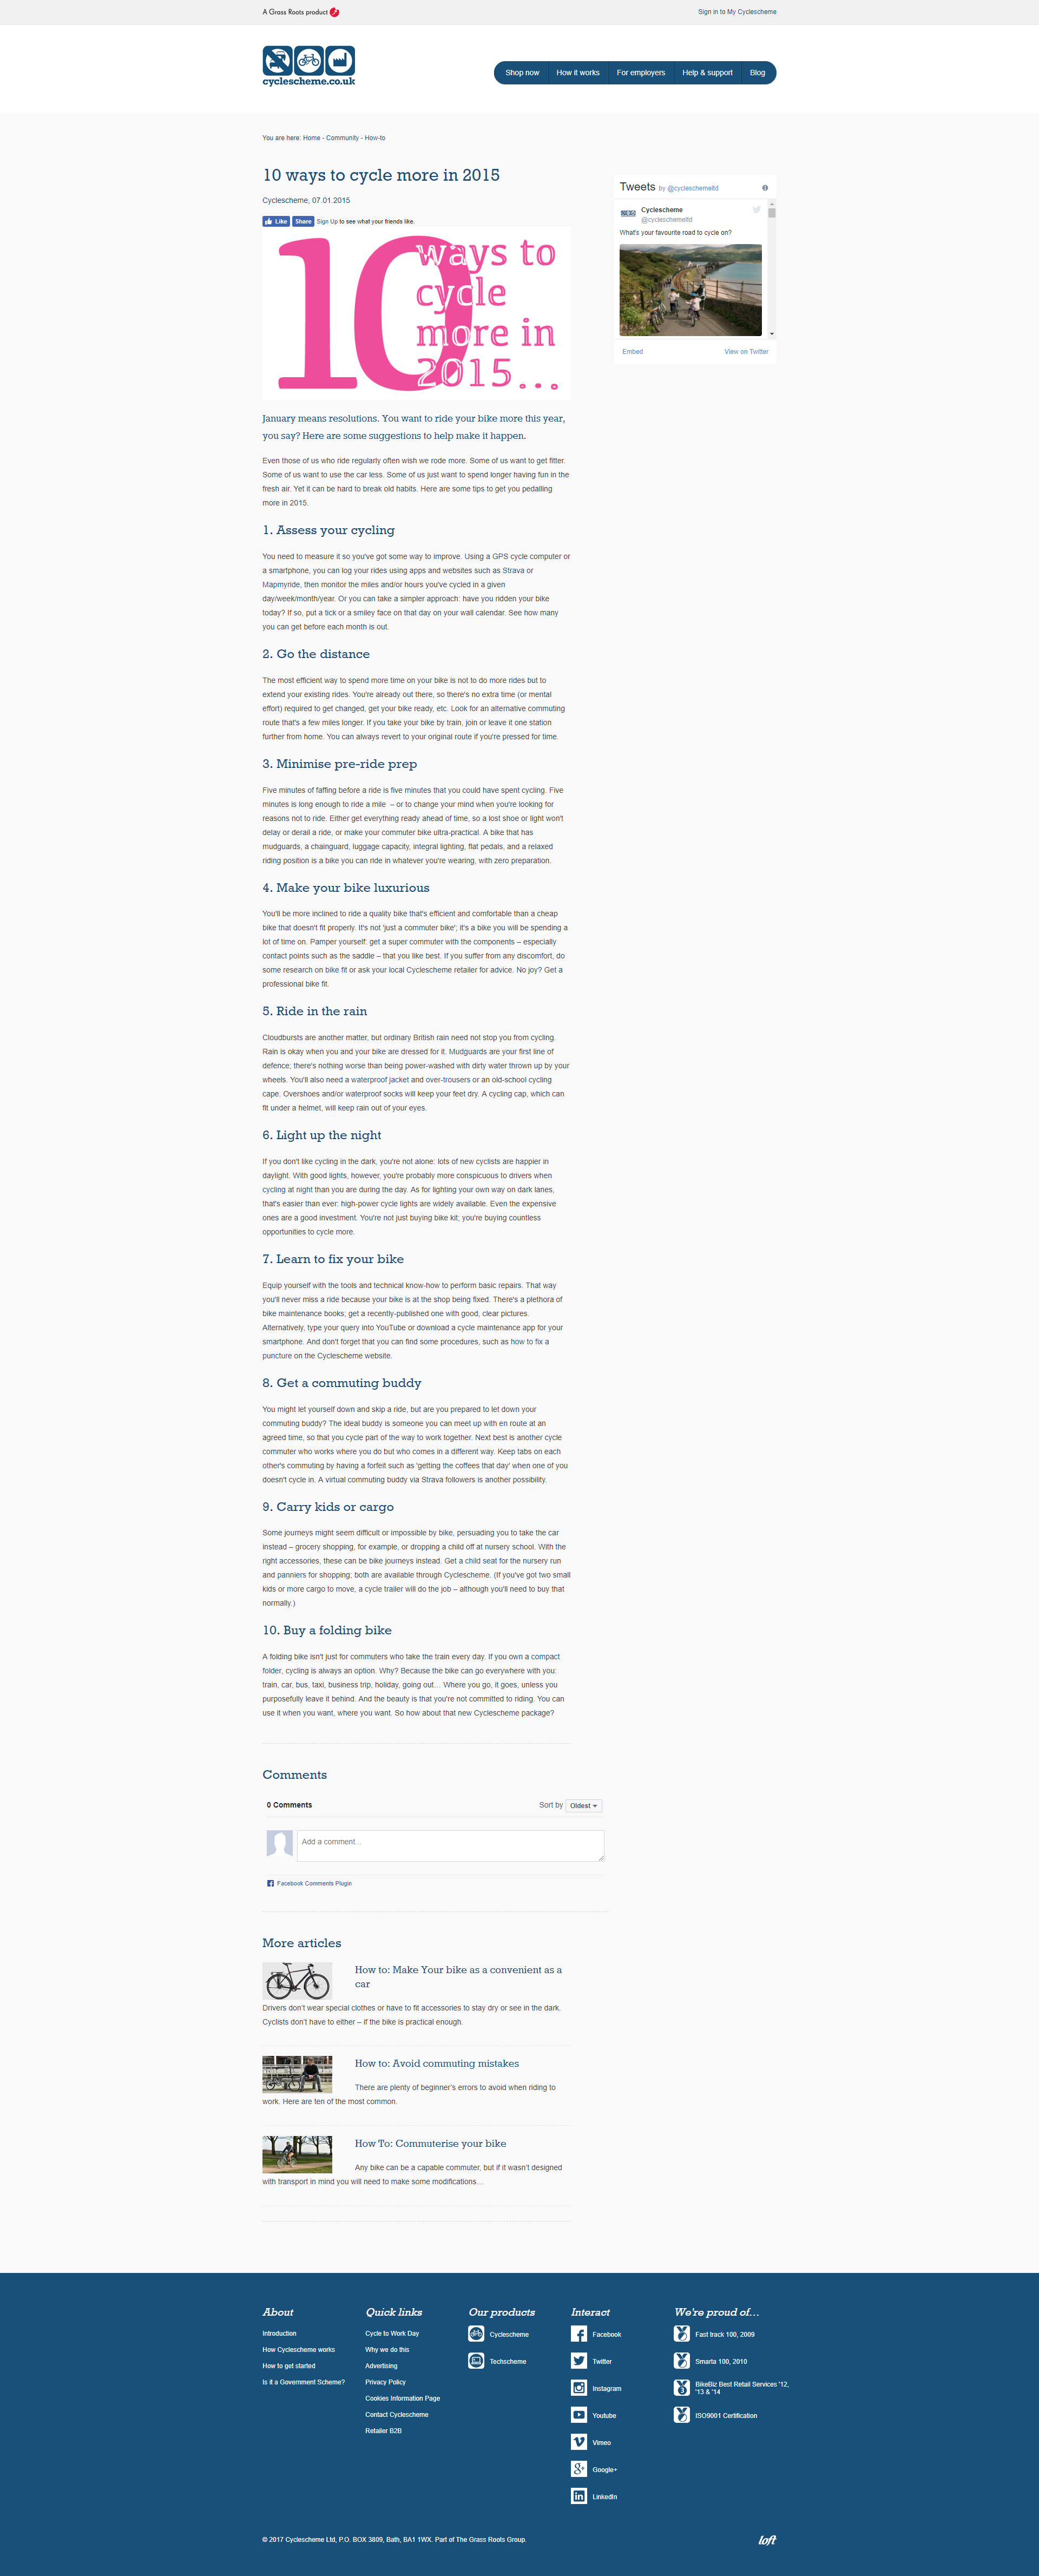 A Grass Roots product
Sign in to My Cyclescheme
cyclescheme.co.uk
Shop now
How it works
For employers
Help & support
Blog
You are here: Home - Community - How-to
10 ways to cycle more in 2015
Cyclescheme, 07.01.2015
Like
Share
Sign Up to see what your friends like.
10
ways to
cycle
more in
2015...
January means resolutions. You want to ride your bike more this year,
you say? Here are some suggestions to help make it happen.
Even those of us who ride regularly often wish we rode more. Some of us want to get fitter.
Some of us want to use the car less. Some of us just want to spend longer having fun in the
fresh air. Yet it can be hard to break old habits. Here are some tips to get you pedalling
more in 2015.
1. Assess your cycling
You need to measure it so you've got some way to improve. Using a GPS cycle computer or
a smartphone, you can log your rides using apps and websites such as Strava or
Mapmyride, then monitor the miles and/or hours you've cycled in a given
day/week/month/year. Or you can take a simpler approach: have you ridden your bike
today? If so, put a tick or a smiley face on that day on your wall calendar. See how many
you can get before each month is out.
2. Go the distance
The most efficient way to spend more time on your bike is not to do more rides but to
extend your existing rides. You're already out there, so there's no extra time (or mental
effort) required to get changed, get your bike ready, etc. Look for an alternative commuting
route that's a few miles longer. If you take your bike by train, join or leave it one station
further from home. You can always revert to your original route if you're pressed for time.
3. Minimise pre-ride prep
Five minutes of faffing before a ride is five minutes that you could have spent cycling. Five
minutes is long enough to ride a mile – or to change your mind when you're looking for
reasons not to ride. Either get everything ready ahead of time, so a lost shoe or light won't
delay or derail a ride, or make your commuter bike ultra-practical. A bike that has
mudguards, a chainguard, luggage capacity, integral lighting, flat pedals, and a relaxed
riding position is a bike you can ride in whatever you're wearing, with zero preparation.
4. Make your bike luxurious
You'll be more inclined to ride a quality bike that's efficient and comfortable than a cheap
bike that doesn't fit properly. It's not 'just a commuter bike'; it's a bike you will be spending a
lot of time on. Pamper yourself: get a super commuter with the components – especially
contact points such as the saddle – that you like best. If you suffer from any discomfort, do
some research on bike fit or ask your local Cyclescheme retailer for advice. No joy? Get a
professional bike fit.
5. Ride in the rain
Cloudbursts are another matter, but ordinary British rain need not stop you from cycling.
Rain is okay when you and your bike are dressed for it. Mudguards are your first line of
defence; there's nothing worse than being power-washed with dirty water thrown up by your
wheels. You'll also need a waterproof jacket and over-trousers or an old-school cycling
cape. Overshoes and/or waterproof socks will keep your feet dry. A cycling cap, which can
fit under a helmet, will keep rain out of your eyes.
6. Light up the night
If you don't like cycling in the dark, you're not alone: lots of new cyclists are happier in
daylight. With good lights, however, you're probably more conspicuous to drivers when
cycling at night than you are during the day. As for lighting your own way on dark lanes,
that's easier than ever: high-power cycle lights are widely available. Even the expensive
ones are a good investment. You're not just buying bike kit; you're buying countless
opportunities to cycle more.
7. Learn to fix your bike
Equip yourself with the tools and technical know-how to perform basic repairs. That way
you'll never miss a ride because your bike is at the shop being fixed. There's a plethora of
bike maintenance books; get a recently-published one with good, clear pictures.
Alternatively, type your query into YouTube or download a cycle maintenance app for your
smartphone. And don't forget that you can find some procedures, such as how to fix a
puncture on the Cyclescheme website.
8. Get a commuting buddy
You might let yourself down and skip a ride, but are you prepared to let down your
commuting buddy? The ideal buddy is someone you can meet up with en route at an
agreed time, so that you cycle part of the way to work together. Next best is another cycle
commuter who works where you do but who comes in a different way. Keep tabs on each
other's commuting by having a forfeit such as 'getting the coffees that day' when one of you
doesn't cycle in. A virtual commuting buddy via Strava followers is another possibility.
9. Carry kids or cargo
Some journeys might seem difficult or impossible by bike, persuading you to take the car
instead – grocery shopping, for example, or dropping a child off at nursery school. With the
right accessories, these can be bike journeys instead. Get a child seat for the nursery run
and panniers for shopping; both are available through Cyclescheme. (If you've got two small
kids or more cargo to move, a cycle trailer will do the job – although you'll need to buy that
normally.)
10. Buy a folding bike
A folding bike isn't just for commuters who take the train every day. If you own a compact
folder, cycling is always an option. Why? Because the bike can go everywhere with you:
train, car, bus, taxi, business trip, holiday, going out… Where you go, it goes, unless you
purposefully leave it behind. And the beauty is that you're not committed to riding. You can
use it when you want, where you want. So how about that new Cyclescheme package?
Tweets by @cycleschemeltd
Cyclescheme
@cycleschemeltd
What's your favourite road to cycle on?
Embed
View on Twitter
Comments
0 Comments
Sort by Oldest
Add a comment...
Facebook Comments Plugin
More articles
How to: Make Your bike as a convenient as a
car
Drivers don't wear special clothes or have to fit accessories to stay dry or see in the dark.
Cyclists don't have to either – if the bike is practical enough.
How to: Avoid commuting mistakes
There are plenty of beginner's errors to avoid when riding to
work. Here are ten of the most common.
How To: Commuterise your bike
Any bike can be a capable commuter, but if it wasn't designed
with transport in mind you will need to make some modifications…
About
Introduction
How Cyclescheme works
How to get started
Is it a Government Scheme?
Quick links
Cycle to Work Day
Why we do this
Advertising
Privacy Policy
Cookies Information Page
Contact Cyclescheme
Retailer B2B
Our products
Cyclescheme
Techscheme
Interact
Facebook
Twitter
Instagram
Youtube
Vimeo
Google+
LinkedIn
We're proud of…
Fast track 100, 2009
Smarta 100, 2010
BikeBiz Best Retail Services '12,
'13 & '14
ISO9001 Certification
© 2017 Cyclescheme Ltd, P.O. BOX 3809, Bath, BA1 1WX. Part of The Grass Roots Group.
loft